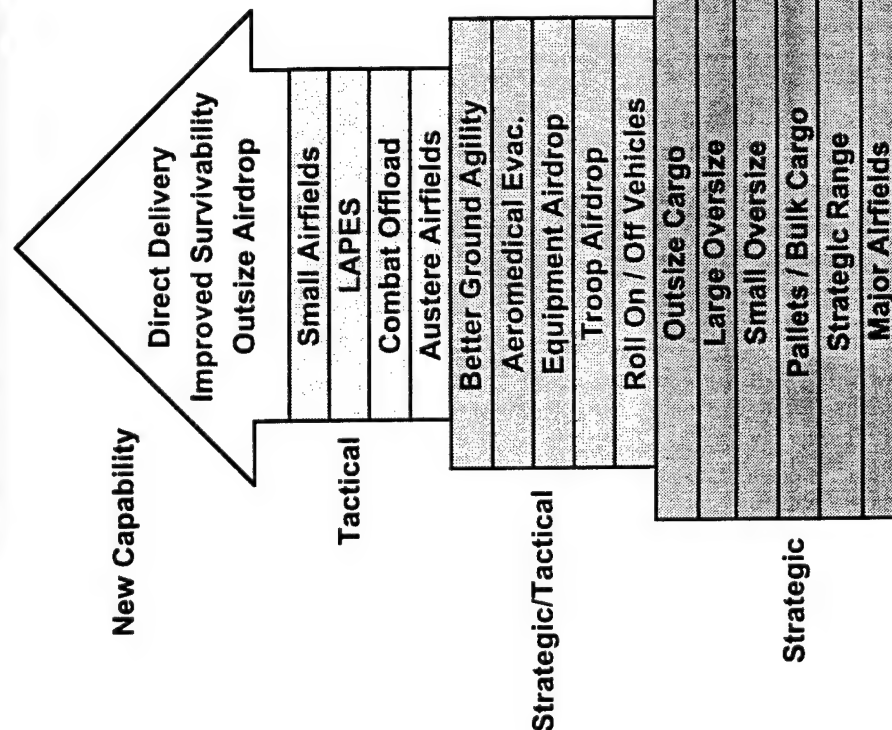 New Capability
Direct Delivery
Improved Survivability
Outsize Airdrop
Tactical
Small Airfields
LAPES
Combat Offload
Austere Airfields
Strategic/Tactical
Better Ground Agility
Aeromedical Evac.
Equipment Airdrop
Troop Airdrop
Roll On / Off Vehicles
Strategic
Outsize Cargo
Large Oversize
Small Oversize
Pallets / Bulk Cargo
Strategic Range
Major Airfields